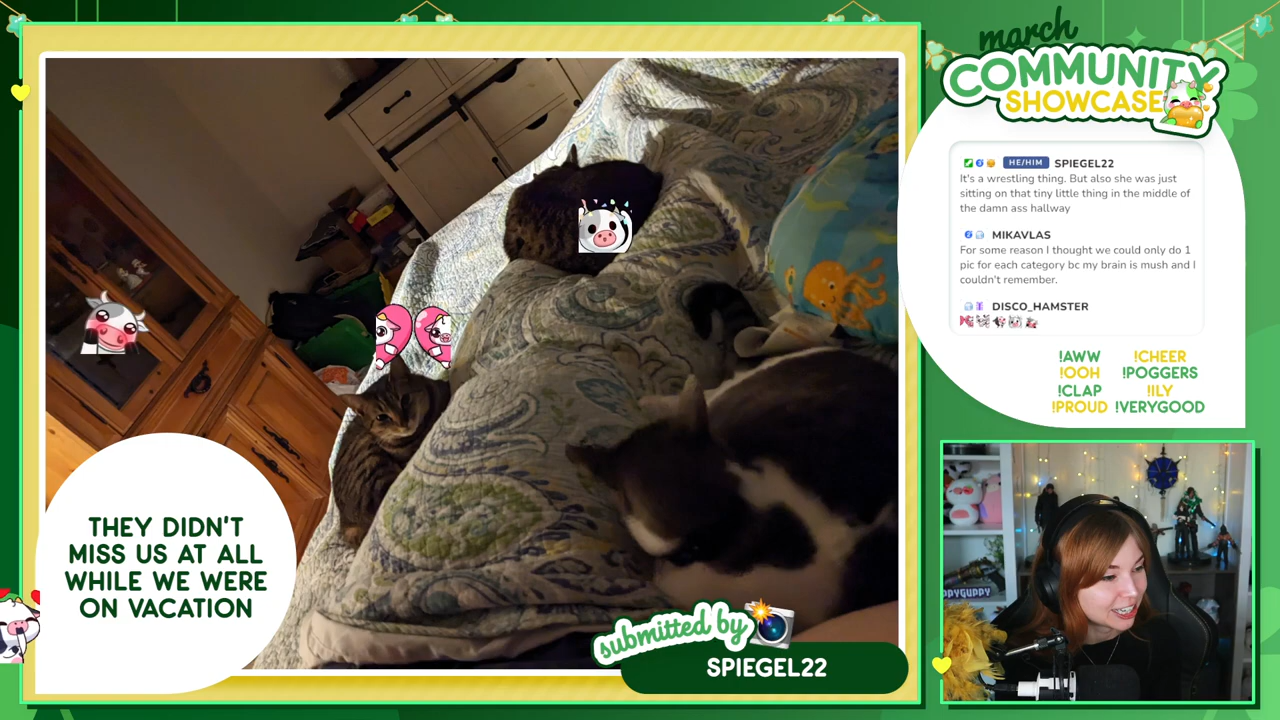 march
COMMUNITY
SHOWCASE
HE/HIM SPIEGEL22
It's a wrestling thing. But also she was just
sitting on that tiny little thing in the middle of
the damn ass hallway
MIKAVLAS
For some reason I thought we could only do 1
pic for each category bc my brain is mush and I
couldn't remember.
DISCO_HAMSTER
!AWW !CHEER
!OOH !POGGERS
!CLAP !ILY
!PROUD !VERYGOOD
THEY DIDN'T
MISS US AT ALL
WHILE WE WERE
ON VACATION
submitted by
SPIEGEL22
PPYGUPPY